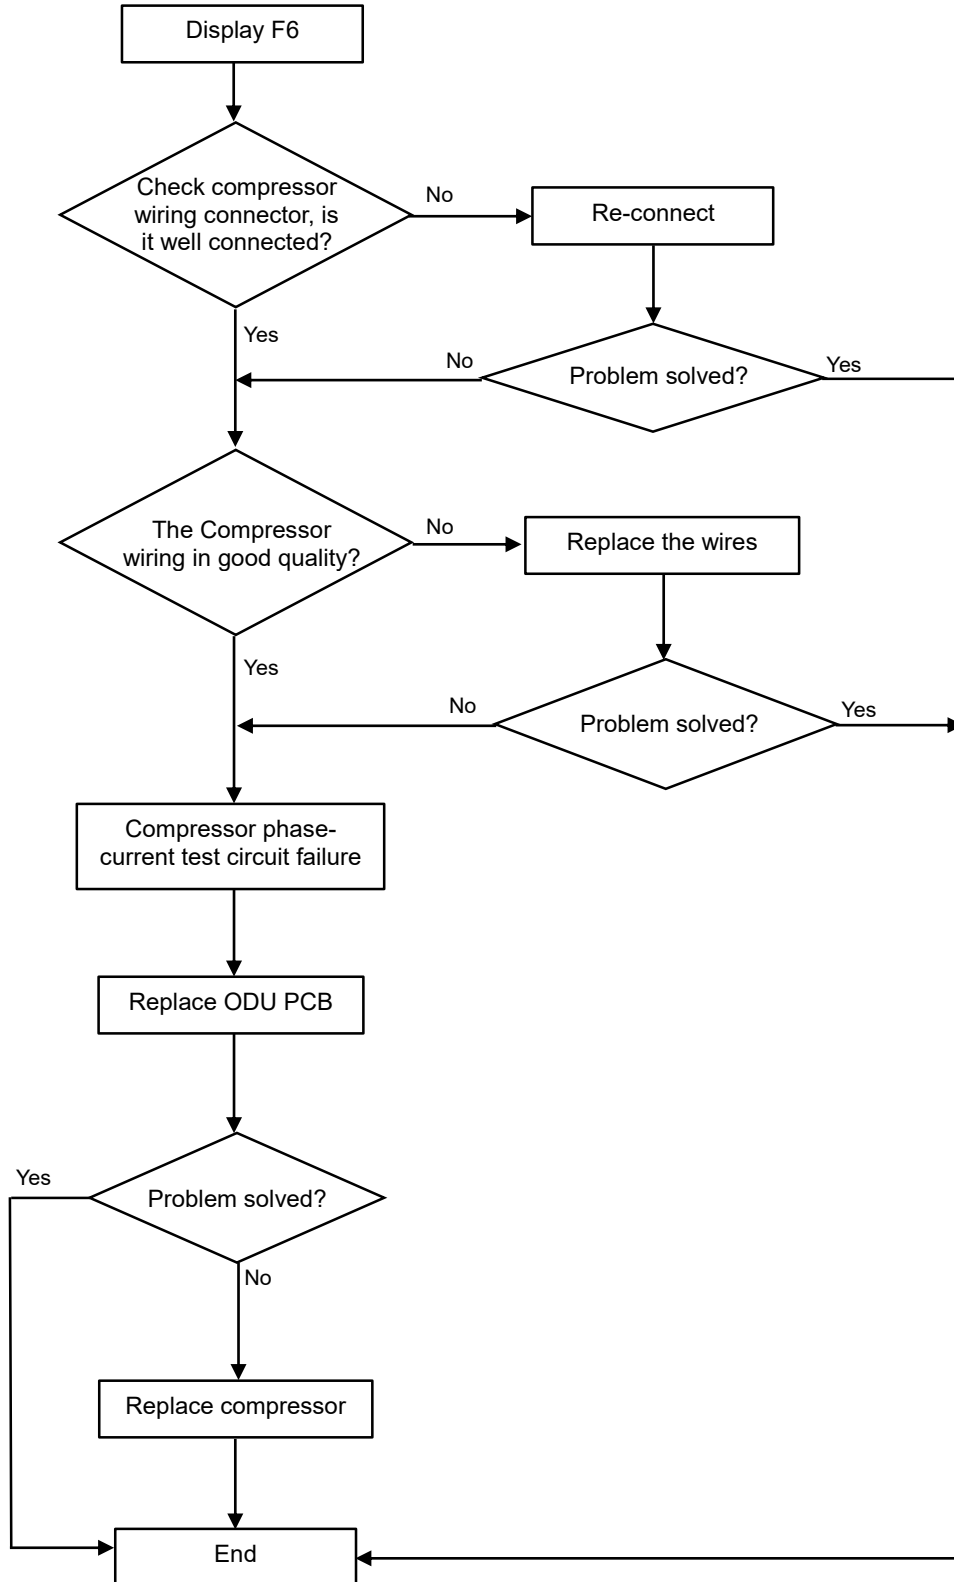 Display F6
Check compressor
wiring connector, is
it well connected?
No
Re-connect
Yes
No
Problem solved?
Yes
The Compressor
wiring in good quality?
No
Replace the wires
Yes
No
Problem solved?
Yes
Compressor phase-
current test circuit failure
Replace ODU PCB
Yes
Problem solved?
No
Replace compressor
End